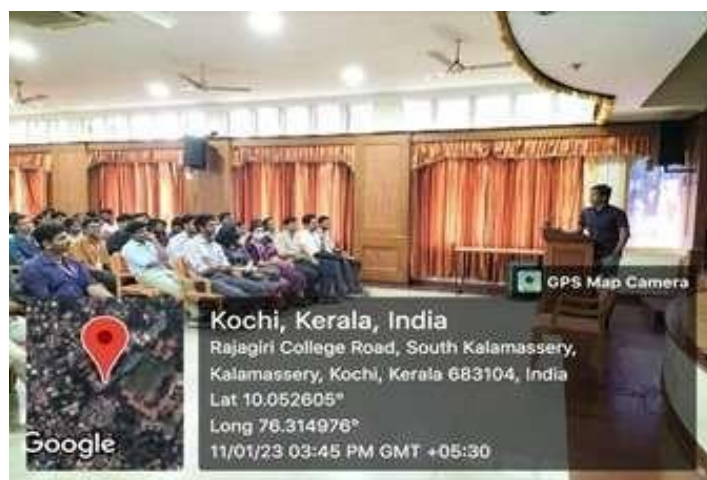 GPS Map Camera
Kochi, Kerala, India
Rajagiri College Road, South Kalamassery,
Kalamassery, Kochi, Kerala 683104, India
Lat 10.052605°
Long 76.314976°
11/01/23 03:45 PM GMT +05:30
Google